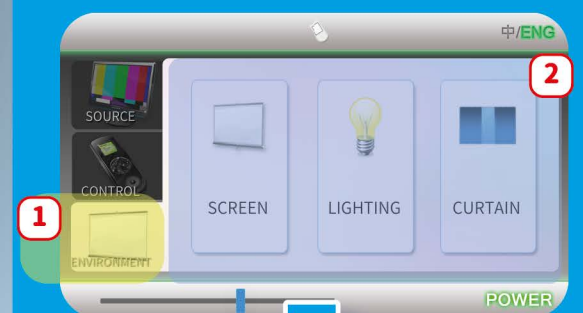 中/ENG
2
SOURCE
CONTROL
1
SCREEN
LIGHTING
CURTAIN
ENVIRONMENT
POWER